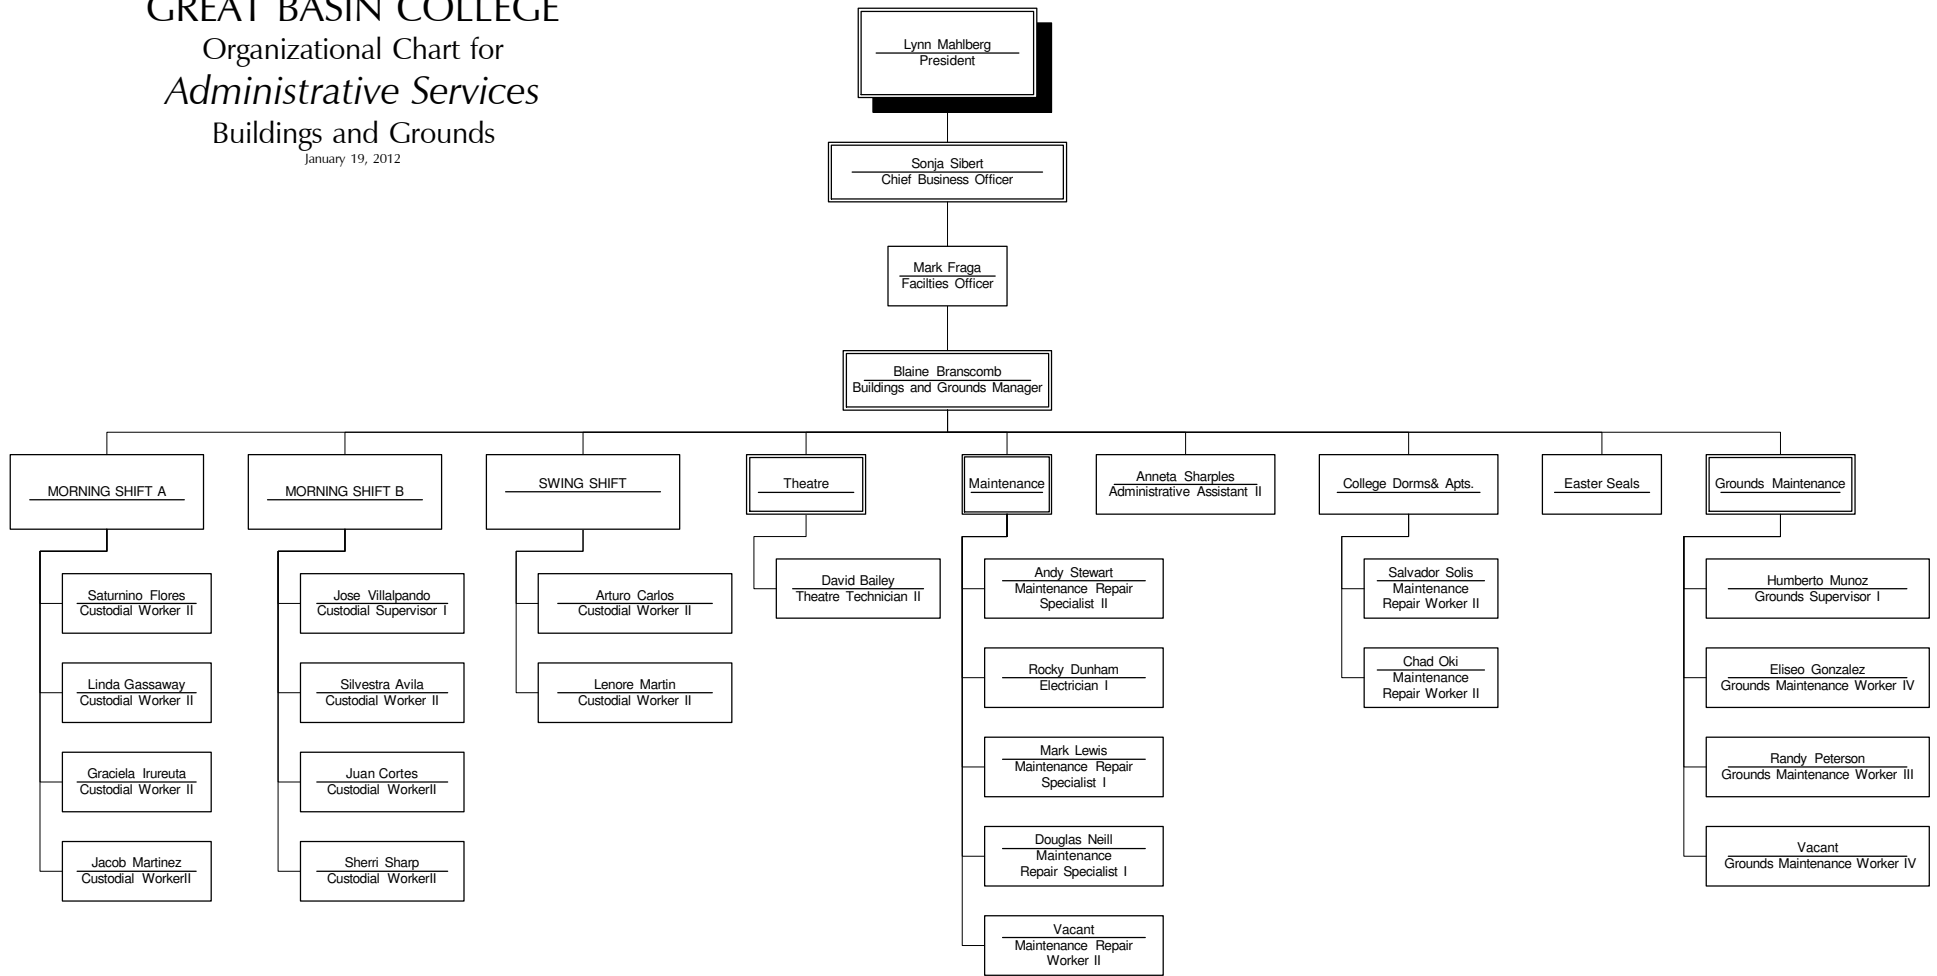 GREAT BASIN COLLEGE
Organizational Chart for
Administrative Services
Buildings and Grounds
January 19, 2012
Lynn Mahlberg
President
Sonja Sibert
Chief Business Officer
Mark Fraga
Facilties Officer
Blaine Branscomb
Buildings and Grounds Manager
MORNING SHIFT A
Saturnino Flores
Custodial Worker II
Linda Gassaway
Custodial Worker II
Graciela Irureuta
Custodial Worker II
Jacob Martinez
Custodial WorkerII
MORNING SHIFT B
Jose Villalpando
Custodial Supervisor I
Silvestra Avila
Custodial Worker II
Juan Cortes
Custodial WorkerII
Sherri Sharp
Custodial WorkerII
SWING SHIFT
Arturo Carlos
Custodial Worker II
Lenore Martin
Custodial Worker II
Theatre
David Bailey
Theatre Technician II
Maintenance
Andy Stewart
Maintenance Repair
Specialist II
Rocky Dunham
Electrician I
Mark Lewis
Maintenance Repair
Specialist I
Douglas Neill
Maintenance
Repair Specialist I
Vacant
Maintenance Repair
Worker II
Anneta Sharples
Administrative Assistant II
College Dorms& Apts.
Salvador Solis
Maintenance
Repair Worker II
Chad Oki
Maintenance
Repair Worker II
Easter Seals
Grounds Maintenance
Humberto Munoz
Grounds Supervisor I
Eliseo Gonzalez
Grounds Maintenance Worker IV
Randy Peterson
Grounds Maintenance Worker III
Vacant
Grounds Maintenance Worker IV